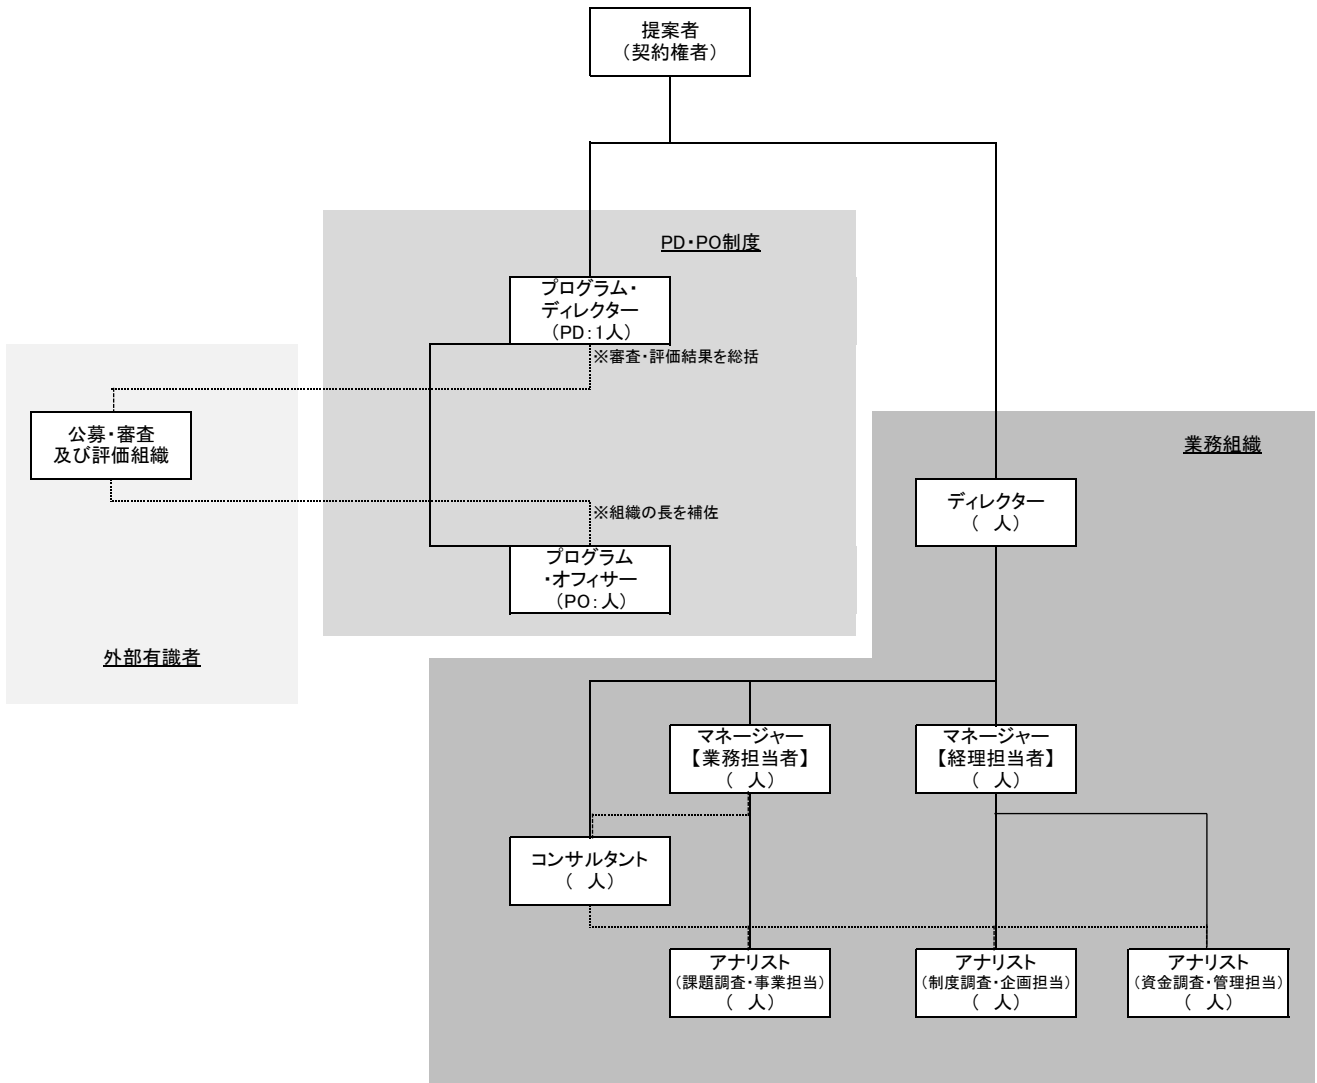 提案者
（契約権者）
PD・PO制度
プログラム・
ディレクター
（PD：1人）
※審査・評価結果を総括
公募・審査
及び評価組織
業務組織
ディレクター
（　人）
※組織の長を補佐
プログラム
・オフィサー
（PO：人）
外部有識者
マネージャー
【業務担当者】
（　人）
マネージャー
【経理担当者】
（　人）
コンサルタント
（　人）
アナリスト
（課題調査・事業担当）
（　人）
アナリスト
（制度調査・企画担当）
（　人）
アナリスト
（資金調査・管理担当）
（　人）